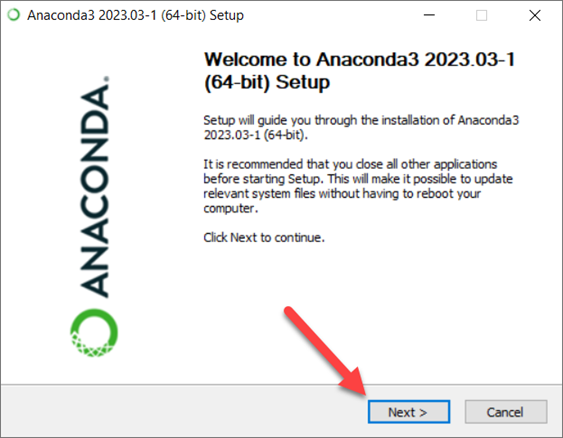 Anaconda3 2023.03-1 (64-bit) Setup
Welcome to Anaconda3 2023.03-1
(64-bit) Setup
Setup will guide you through the installation of Anaconda3
2023.03-1 (64-bit).
It is recommended that you close all other applications
before starting Setup. This will make it possible to update
relevant system files without having to reboot your
computer.
Click Next to continue.
ANACONDA.
Next >
Cancel